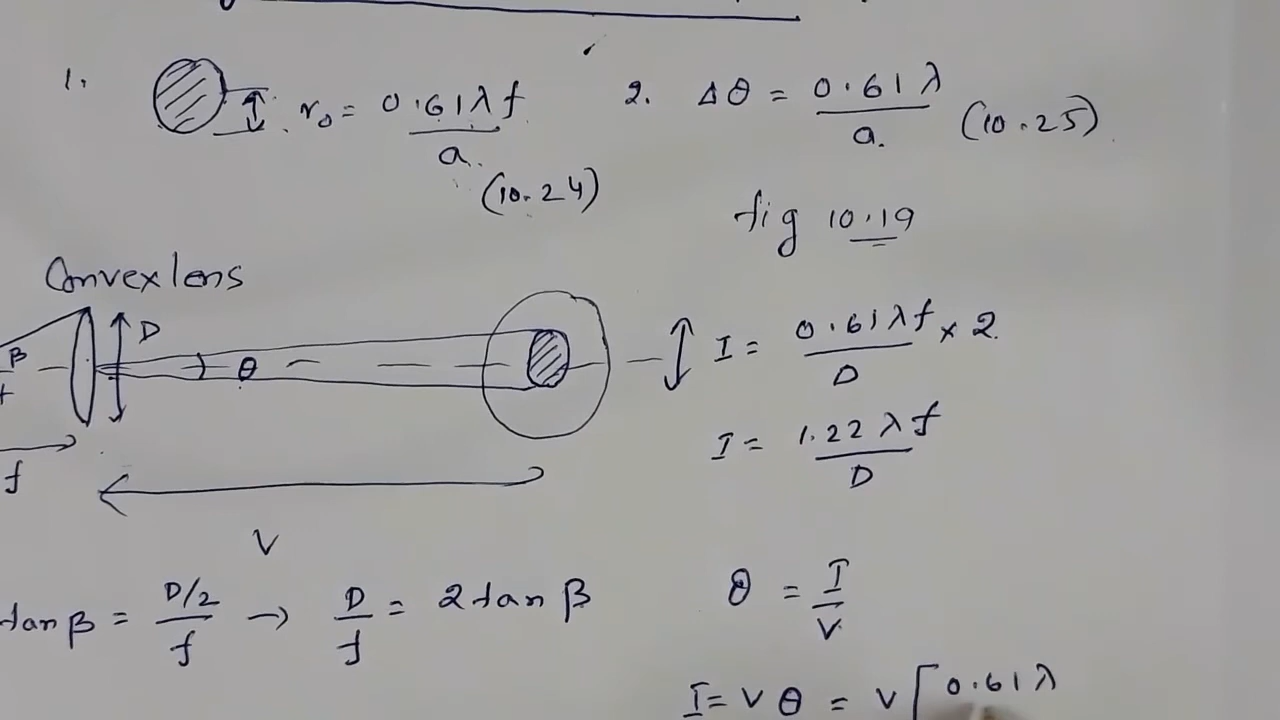 1. r₀ = 0.61λf / a. (10.24)
2. Δθ = 0.61λ / a. (10.25)
fig 10.19
Convex lens
β
D
θ
f
V
I = 0.61λf / D × 2
I = 1.22λf / D
tan β = D/2 / f → D / f = 2 tan β
θ = I / V
I = V θ = V [ 0.61λ